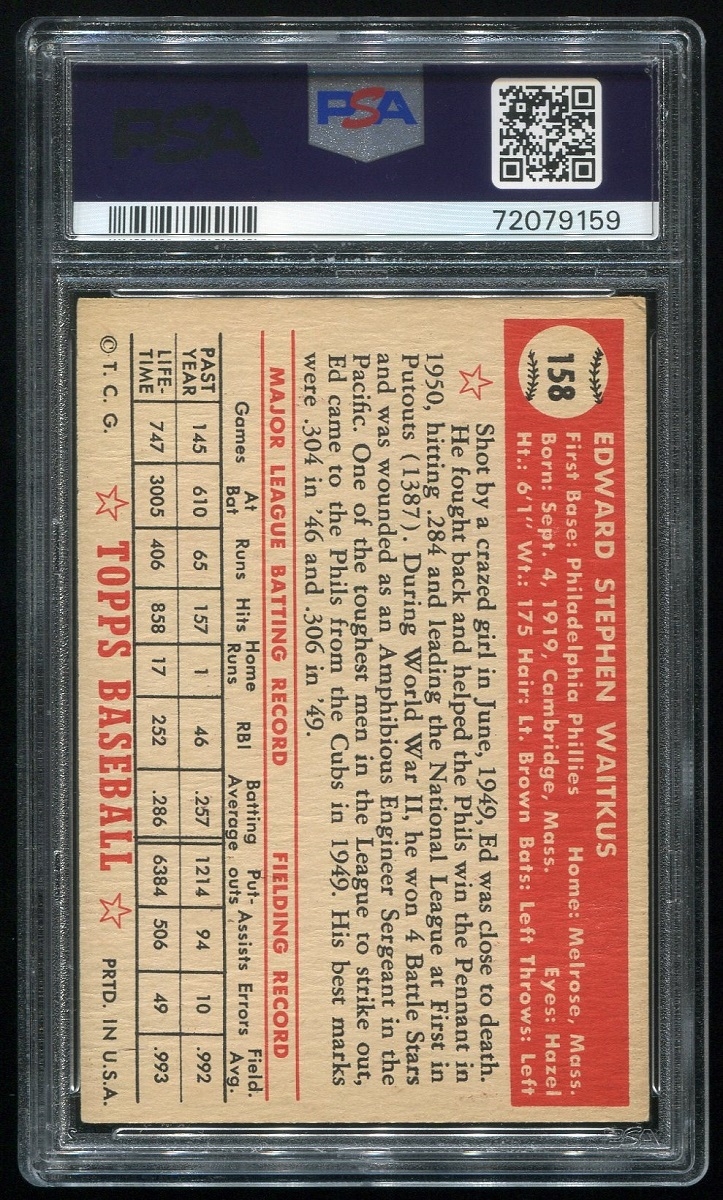 PSA
PSA
72079159
158
EDWARD STEPHEN WAITKUS
First Base: Philadelphia Phillies Home: Melrose, Mass.
Born: Sept. 4, 1919, Cambridge, Mass. Eyes: Hazel
Ht.: 6'1" Wt.: 175 Hair: Lt. Brown Bats: Left Throws: Left
Shot by a crazed girl in June, 1949, Ed was close to death.
He fought back and helped the Phils win the Pennant in
1950, hitting .284 and leading the National League at First in
Putouts (1387). During World War II, he won 4 Battle Stars
and was wounded as an Amphibious Engineer Sergeant in the
Pacific. One of the toughest men in the League to strike out,
Ed came to the Phils from the Cubs in 1949. His best marks
were .304 in '46 and .306 in '49.
MAJOR LEAGUE BATTING RECORD FIELDING RECORD
Games At Bat Runs Hits Home Runs RBI Batting Average Put-outs Assists Errors Field. Avg.
PAST YEAR 145 610 65 157 1 46 .257 1214 94 10 .992
LIFE-TIME 747 3005 406 858 17 252 .286 6384 506 49 .993
© T. C. G. TOPPS BASEBALL PRTD. IN U.S.A.
PSA